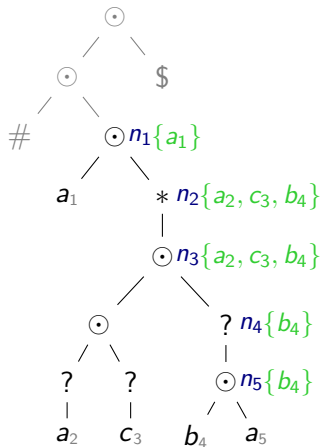 ⊙
⊙ $
# ⊙ n₁{a₁}
a₁ * n₂{a₂, c₃, b₄}
⊙ n₃{a₂, c₃, b₄}
⊙ ? n₄{b₄}
? ? ⊙ n₅{b₄}
a₂ c₃ b₄ a₅